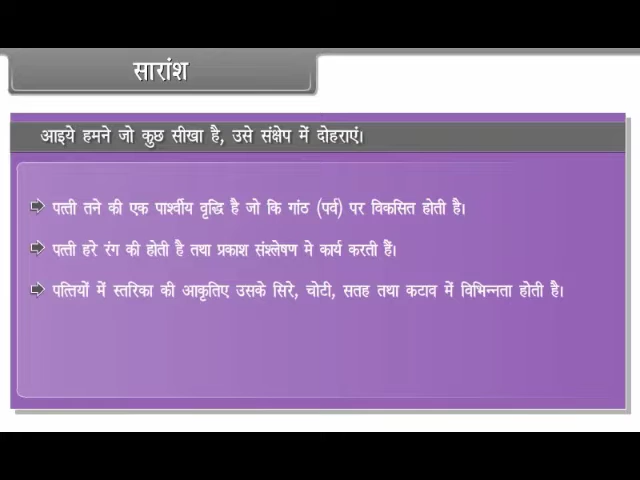 सारांश
आइये हमने जो कुछ सीखा है, उसे संक्षेप में दोहराएं।
पत्ती तने की एक पार्श्वीय वृद्धि है जो कि गांठ (पर्व) पर विकसित होती है।
पत्ती हरे रंग की होती है तथा प्रकाश संश्लेषण मे कार्य करती हैं।
पत्तियों में स्तरिका की आकृतिए उसके सिरे, चोटी, सतह तथा कटाव में विभिन्नता होती है।